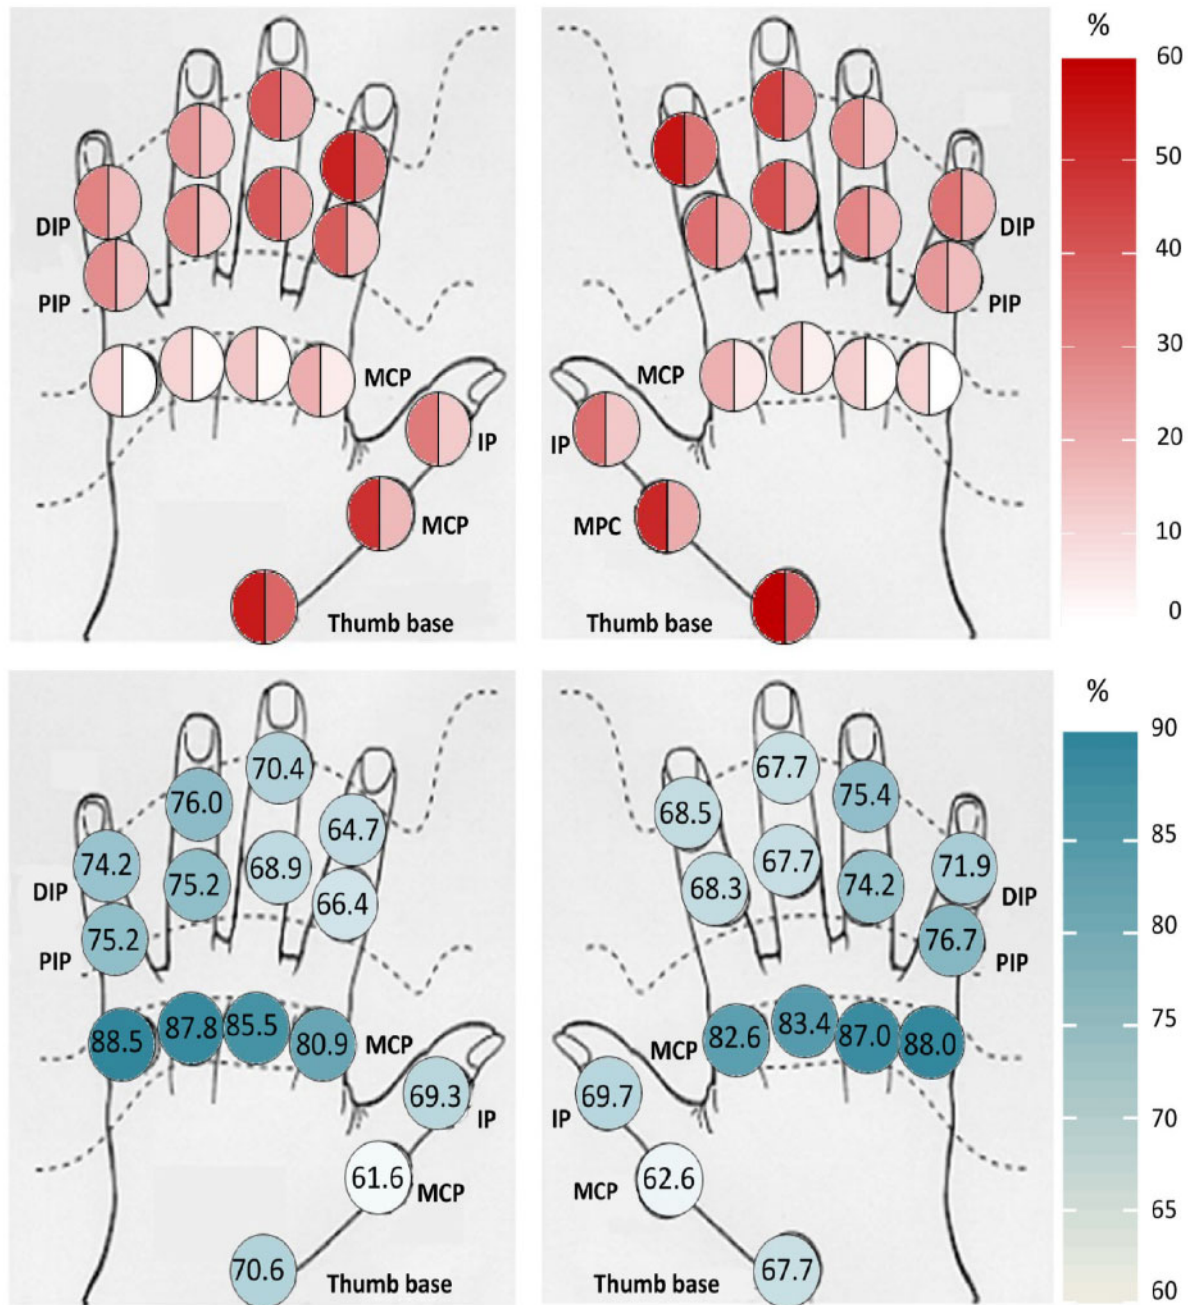 %
60
50
40
30
20
10
0
DIP
PIP
MCP
IP
MCP
Thumb base
DIP
PIP
MCP
IP
MPC
Thumb base
%
90
85
80
75
70
65
60
70.4
76.0
64.7
74.2
68.9
75.2
66.4
DIP
75.2
PIP
88.5
87.8
85.5
80.9
MCP
69.3
IP
61.6
MCP
70.6
Thumb base
67.7
75.4
68.5
67.7
71.9
68.3
74.2
DIP
76.7
PIP
MCP
82.6
83.4
87.0
88.0
69.7
IP
62.6
MCP
67.7
Thumb base